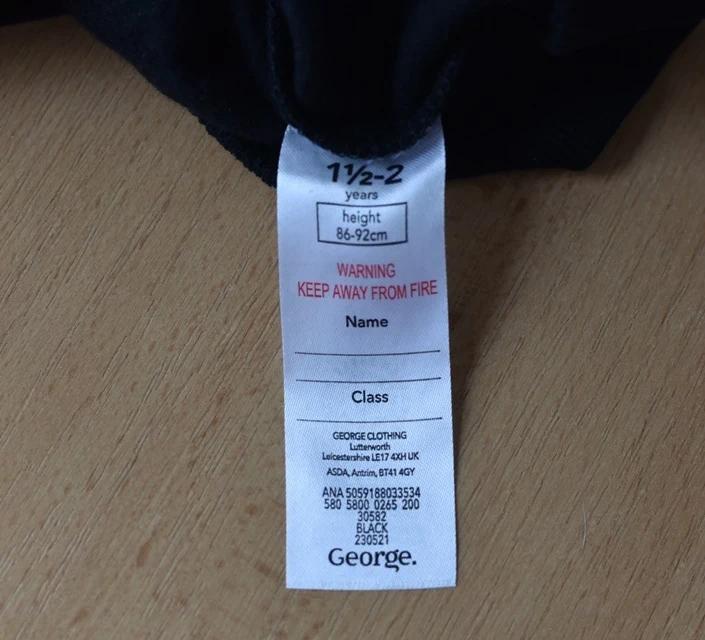 1½-2
years
height
86-92cm
WARNING
KEEP AWAY FROM FIRE
Name
Class
GEORGE CLOTHING
Lutterworth
Leicestershire LE17 4XH UK
ASDA, Antrim, BT41 4GY
ANA 5059188033534
580 5800 0265 200
30582
BLACK
230521
George.